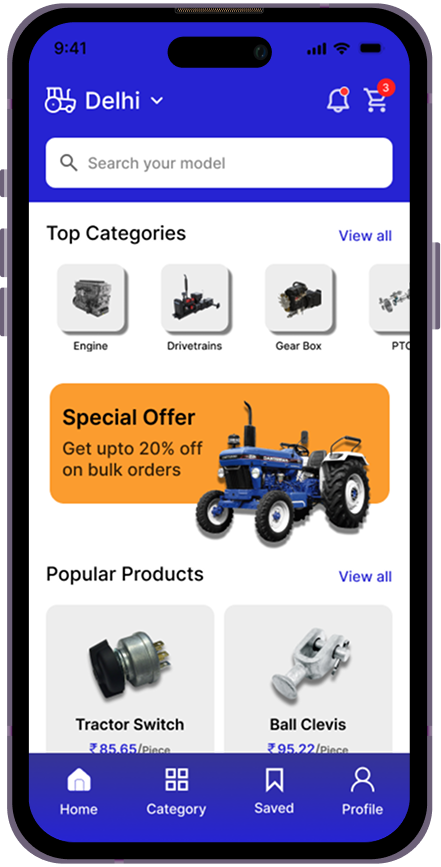 9:41
Delhi
3
Search your model
Top Categories
View all
Engine
Drivetrains
Gear Box
PTO
Special Offer
Get upto 20% off
on bulk orders
Popular Products
View all
Tractor Switch
₹85.65/Piece
Ball Clevis
₹95.22/Piece
Home
Category
Saved
Profile